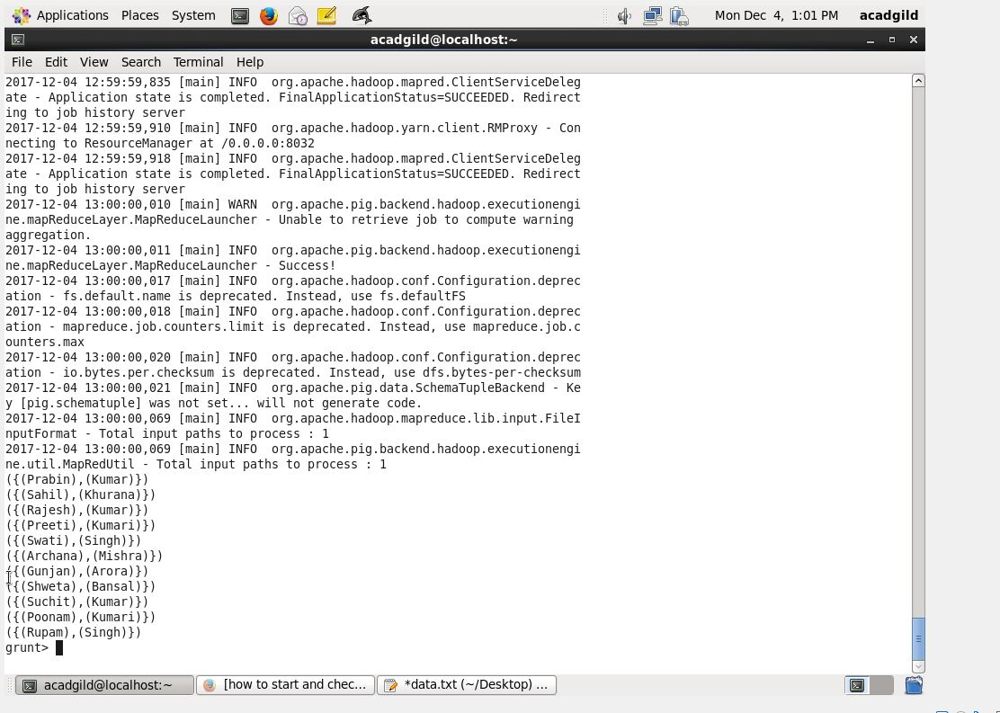 Applications Places System Mon Dec 4, 1:01 PM acadgild
acadgild@localhost:~
File Edit View Search Terminal Help
2017-12-04 12:59:59,835 [main] INFO  org.apache.hadoop.mapred.ClientServiceDeleg
ate - Application state is completed. FinalApplicationStatus=SUCCEEDED. Redirect
ing to job history server
2017-12-04 12:59:59,910 [main] INFO  org.apache.hadoop.yarn.client.RMProxy - Con
necting to ResourceManager at /0.0.0.0:8032
2017-12-04 12:59:59,918 [main] INFO  org.apache.hadoop.mapred.ClientServiceDeleg
ate - Application state is completed. FinalApplicationStatus=SUCCEEDED. Redirect
ing to job history server
2017-12-04 13:00:00,010 [main] WARN  org.apache.pig.backend.hadoop.executionengi
ne.mapReduceLayer.MapReduceLauncher - Unable to retrieve job to compute warning
aggregation.
2017-12-04 13:00:00,011 [main] INFO  org.apache.pig.backend.hadoop.executionengi
ne.mapReduceLayer.MapReduceLauncher - Success!
2017-12-04 13:00:00,017 [main] INFO  org.apache.hadoop.conf.Configuration.deprec
ation - fs.default.name is deprecated. Instead, use fs.defaultFS
2017-12-04 13:00:00,018 [main] INFO  org.apache.hadoop.conf.Configuration.deprec
ation - mapreduce.job.counters.limit is deprecated. Instead, use mapreduce.job.c
ounters.max
2017-12-04 13:00:00,020 [main] INFO  org.apache.hadoop.conf.Configuration.deprec
ation - io.bytes.per.checksum is deprecated. Instead, use dfs.bytes-per-checksum
2017-12-04 13:00:00,021 [main] INFO  org.apache.pig.data.SchemaTupleBackend - Ke
y [pig.schematuple] was not set... will not generate code.
2017-12-04 13:00:00,069 [main] INFO  org.apache.hadoop.mapreduce.lib.input.FileI
nputFormat - Total input paths to process : 1
2017-12-04 13:00:00,069 [main] INFO  org.apache.pig.backend.hadoop.executionengi
ne.util.MapRedUtil - Total input paths to process : 1
({(Prabin),(Kumar)})
({(Sahil),(Khurana)})
({(Rajesh),(Kumar)})
({(Preeti),(Kumari)})
({(Swati),(Singh)})
({(Archana),(Mishra)})
({(Gunjan),(Arora)})
({(Shweta),(Bansal)})
({(Suchit),(Kumar)})
({(Poonam),(Kumari)})
({(Rupam),(Singh)})
grunt>
acadgild@localhost:~ [how to start and chec... *data.txt (~/Desktop) ...